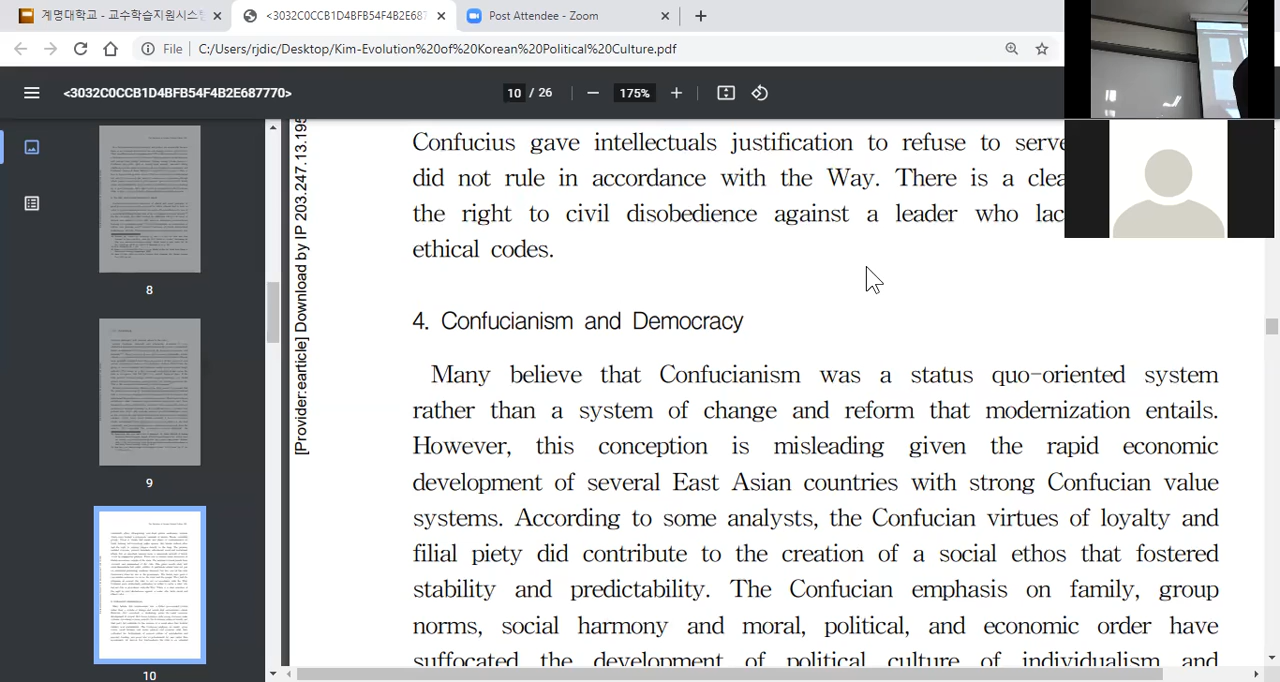 계명대학교 - 교수학습지원시스
<3032C0CCB1D4BFB54F4B2E687
Post Attendee - Zoom
File
C:/Users/rjdic/Desktop/Kim-Evolution%20of%20Korean%20Political%20Culture.pdf
<3032C0CCB1D4BFB54F4B2E687770>
10 / 26
175%
8
9
10
[Provider:earticle] Download by IP 203.247.13.195
Confucius gave intellectuals justification to refuse to serve
did not rule in accordance with the Way. There is a clea
the right to civil disobedience against a leader who lac
ethical codes.
4. Confucianism and Democracy
Many believe that Confucianism was a status quo-oriented system
rather than a system of change and reform that modernization entails.
However, this conception is misleading given the rapid economic
development of several East Asian countries with strong Confucian value
systems. According to some analysts, the Confucian virtues of loyalty and
filial piety to contribute to the creation of a social ethos that fostered
stability and predictability. The Confucian emphasis on family, group
norms, social harmony and moral, political, and economic order have
suffocated the development of political culture of individualism and